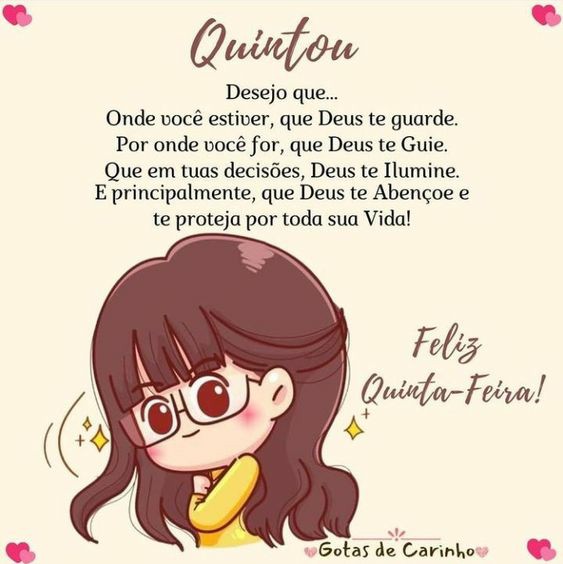 Quintou
Desejo que...
Onde você estiver, que Deus te guarde.
Por onde você for, que Deus te Guie.
Que em tuas decisões, Deus te Ilumine.
E principalmente, que Deus te Abençoe e
te proteja por toda sua Vida!
Feliz
Quinta-Feira!
Gotas de Carinho